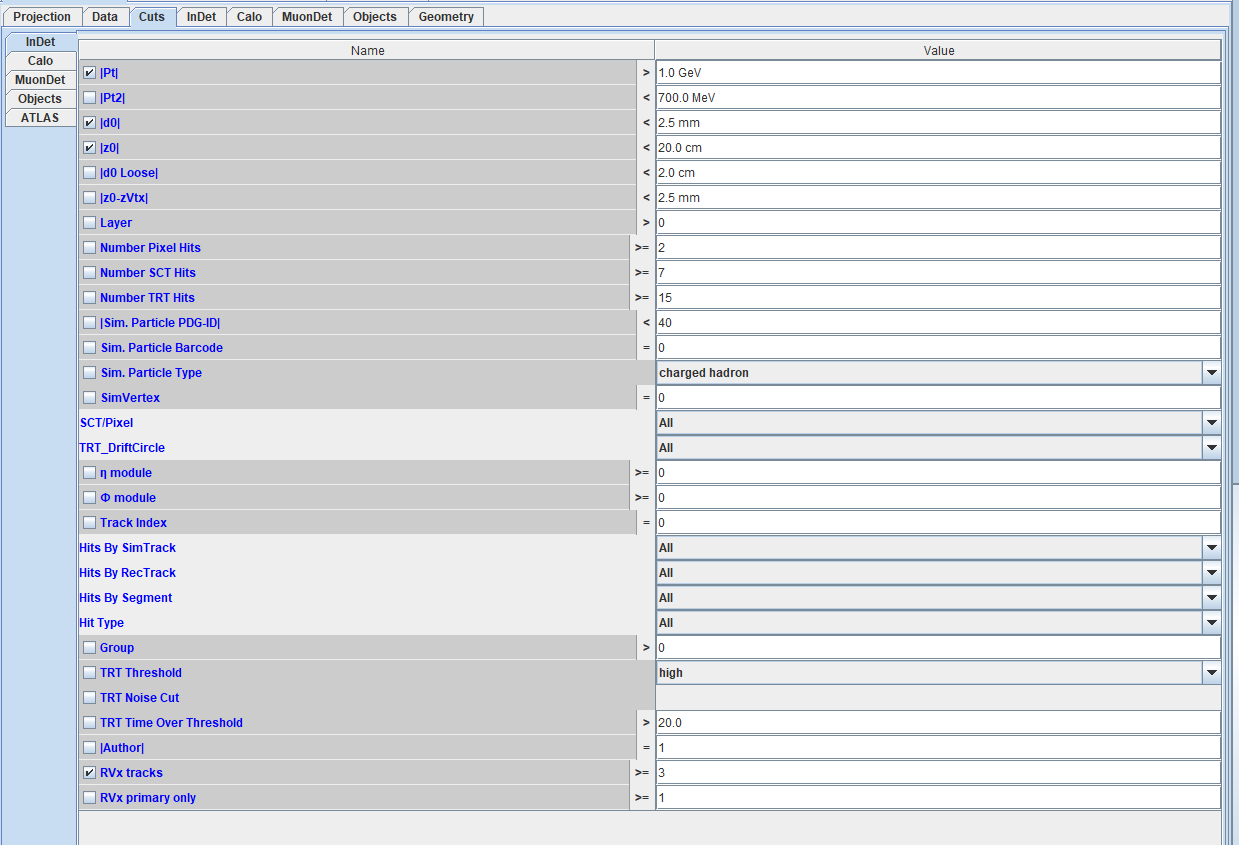 Projection Data Cuts InDet Calo MuonDet Objects Geometry
InDet
Calo
MuonDet
Objects
ATLAS
Name Value
|Pt| > 1.0 GeV
|Pt2| < 700.0 MeV
|d0| < 2.5 mm
|z0| < 20.0 cm
|d0 Loose| < 2.0 cm
|z0-zVtx| < 2.5 mm
Layer > 0
Number Pixel Hits >= 2
Number SCT Hits >= 7
Number TRT Hits >= 15
|Sim. Particle PDG-ID| < 40
Sim. Particle Barcode = 0
Sim. Particle Type charged hadron
SimVertex = 0
SCT/Pixel All
TRT_DriftCircle All
η module >= 0
Φ module >= 0
Track Index = 0
Hits By SimTrack All
Hits By RecTrack All
Hits By Segment All
Hit Type All
Group > 0
TRT Threshold high
TRT Noise Cut
TRT Time Over Threshold > 20.0
|Author| = 1
RVx tracks >= 3
RVx primary only >= 1